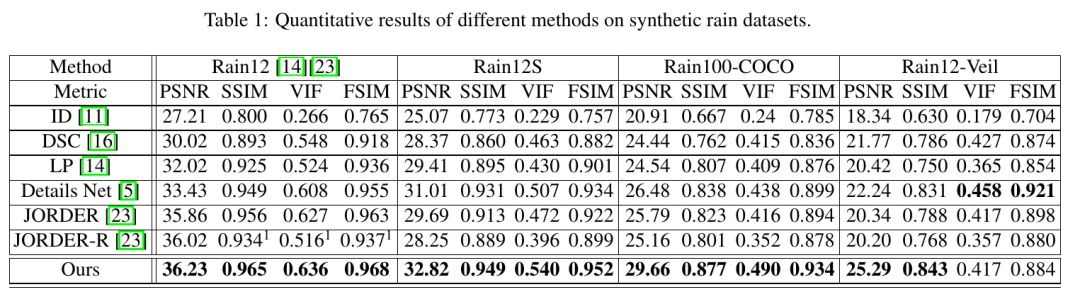 Table 1: Quantitative results of different methods on synthetic rain datasets.
Method Rain12 [14][23] Rain12S Rain100-COCO Rain12-Veil
Metric PSNR SSIM VIF FSIM PSNR SSIM VIF FSIM PSNR SSIM VIF FSIM PSNR SSIM VIF FSIM
ID [11] 27.21 0.800 0.266 0.765 25.07 0.773 0.229 0.757 20.91 0.667 0.24 0.785 18.34 0.630 0.179 0.704
DSC [16] 30.02 0.893 0.548 0.918 28.37 0.860 0.463 0.882 24.44 0.762 0.415 0.836 21.77 0.786 0.427 0.874
LP [14] 32.02 0.925 0.524 0.936 29.41 0.895 0.430 0.901 24.54 0.807 0.409 0.876 20.42 0.750 0.365 0.854
Details Net [5] 33.43 0.949 0.608 0.955 31.01 0.931 0.507 0.934 26.48 0.838 0.438 0.899 22.24 0.831 0.458 0.921
JORDER [23] 35.86 0.956 0.627 0.963 29.69 0.913 0.472 0.922 25.79 0.823 0.416 0.894 20.34 0.788 0.417 0.898
JORDER-R [23] 36.02 0.934¹ 0.516¹ 0.937¹ 28.25 0.889 0.396 0.899 25.16 0.801 0.352 0.878 20.20 0.768 0.357 0.880
Ours 36.23 0.965 0.636 0.968 32.82 0.949 0.540 0.952 29.66 0.877 0.490 0.934 25.29 0.843 0.417 0.884